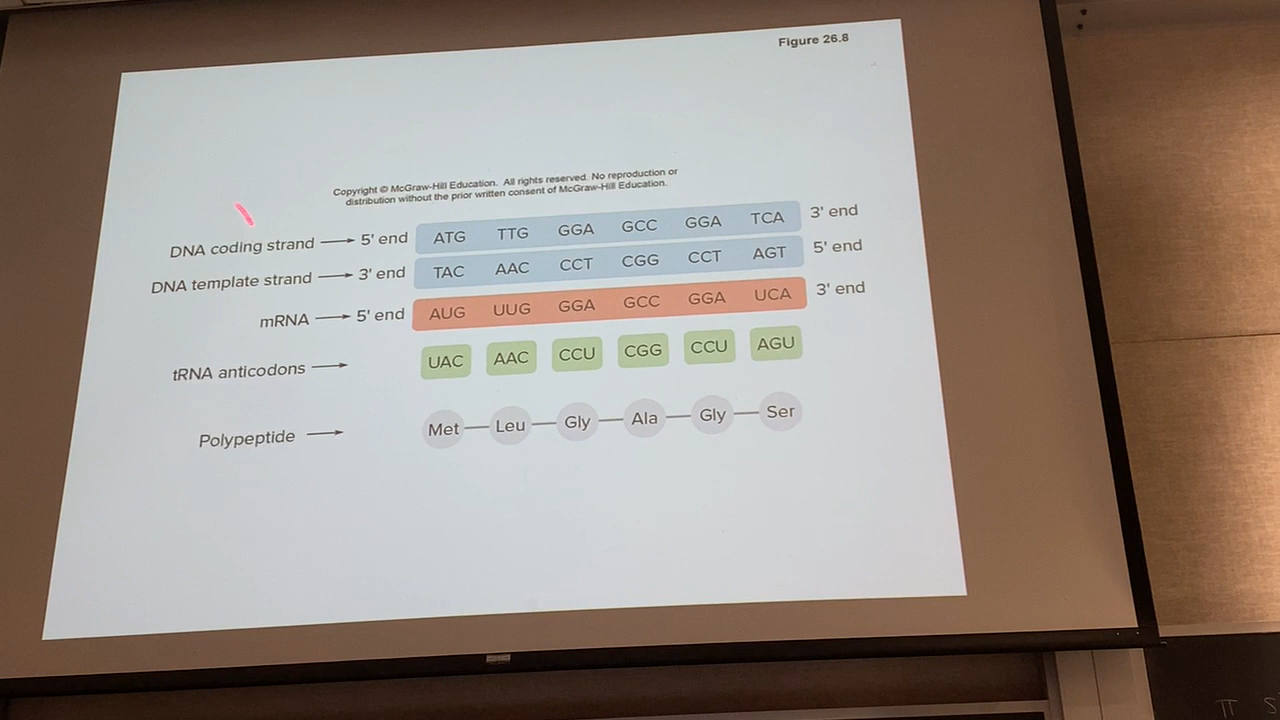 Figure 26.8
Copyright © McGraw-Hill Education. All rights reserved. No reproduction or
distribution without the prior written consent of McGraw-Hill Education.
DNA coding strand → 5' end ATG TTG GGA GCC GGA TCA 3' end
DNA template strand → 3' end TAC AAC CCT CGG CCT AGT 5' end
mRNA → 5' end AUG UUG GGA GCC GGA UCA 3' end
tRNA anticodons → UAC AAC CCU CGG CCU AGU
Polypeptide → Met — Leu — Gly — Ala — Gly — Ser